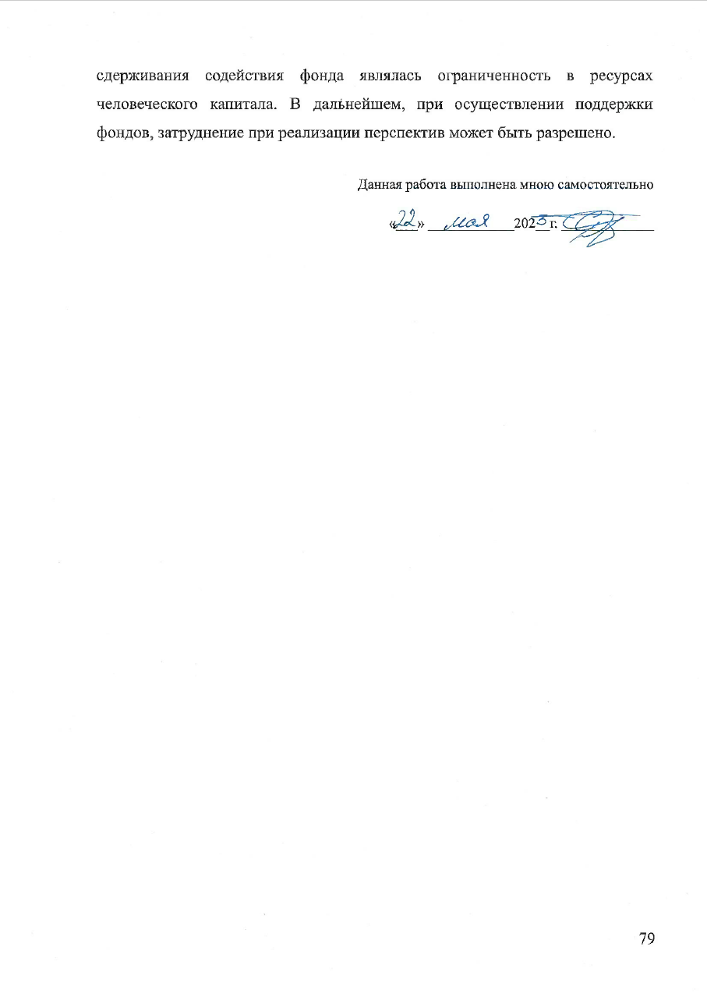 сдерживания содействия фонда являлась ограниченность в ресурсах
человеческого капитала. В дальнейшем, при осуществлении поддержки
фондов, затруднение при реализации перспектив может быть разрешено.
Данная работа выполнена мною самостоятельно
«22» мая 2023 г.
79